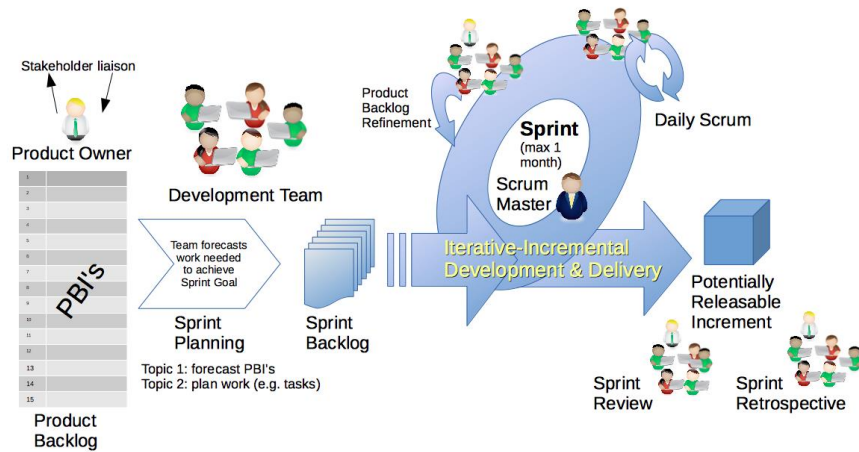 Stakeholder liaison
Product Owner
1
2
3
4
5
6
7
8
9
10
11
12
13
14
15
PBI's
Product
Backlog
Development Team
Team forecasts
work needed
to achieve
Sprint Goal
Sprint
Planning
Topic 1: forecast PBI's
Topic 2: plan work (e.g. tasks)
Sprint
Backlog
Product
Backlog
Refinement
Sprint
(max 1
month)
Scrum
Master
Daily Scrum
Iterative-Incremental
Development & Delivery
Potentially
Releasable
Increment
Sprint
Review
Sprint
Retrospective